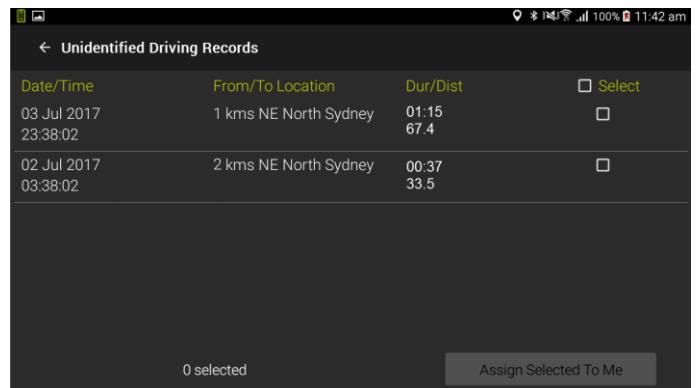 100% 11:42 am
← Unidentified Driving Records
Date/Time From/To Location Dur/Dist Select
03 Jul 2017 1 kms NE North Sydney 01:15
23:38:02 67.4
02 Jul 2017 2 kms NE North Sydney 00:37
03:38:02 33.5
0 selected Assign Selected To Me